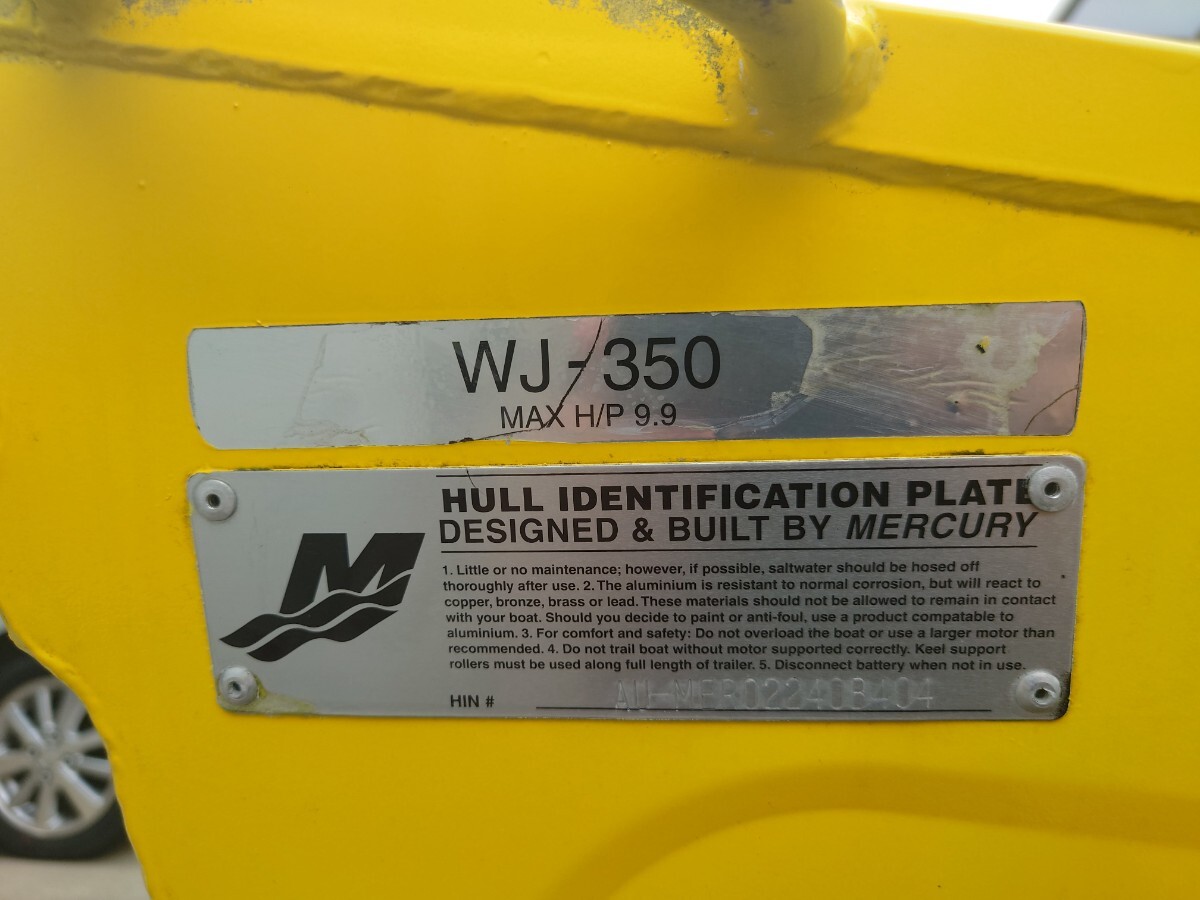 WJ-350
MAX H/P 9.9
HULL IDENTIFICATION PLATE
DESIGNED & BUILT BY MERCURY
M
1. Little or no maintenance; however, if possible, saltwater should be hosed off
thoroughly after use. 2. The aluminium is resistant to normal corrosion, but will react to
copper, bronze, brass or lead. These materials should not be allowed to remain in contact
with your boat. Should you decide to paint or anti-foul, use a product compatable to
aluminium. 3. For comfort and safety: Do not overload the boat or use a larger motor than
recommended. 4. Do not trail boat without motor supported correctly. Keel support
rollers must be used along full length of trailer. 5. Disconnect battery when not in use.
HIN #